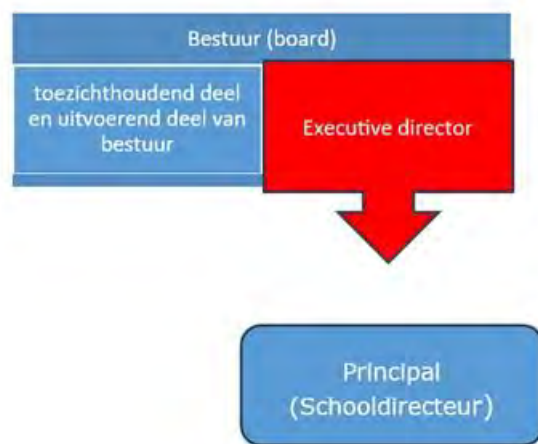 Bestuur (board)
toezichthoudend deel
en uitvoerend deel van
bestuur
Executive director
Principal
(Schooldirecteur)